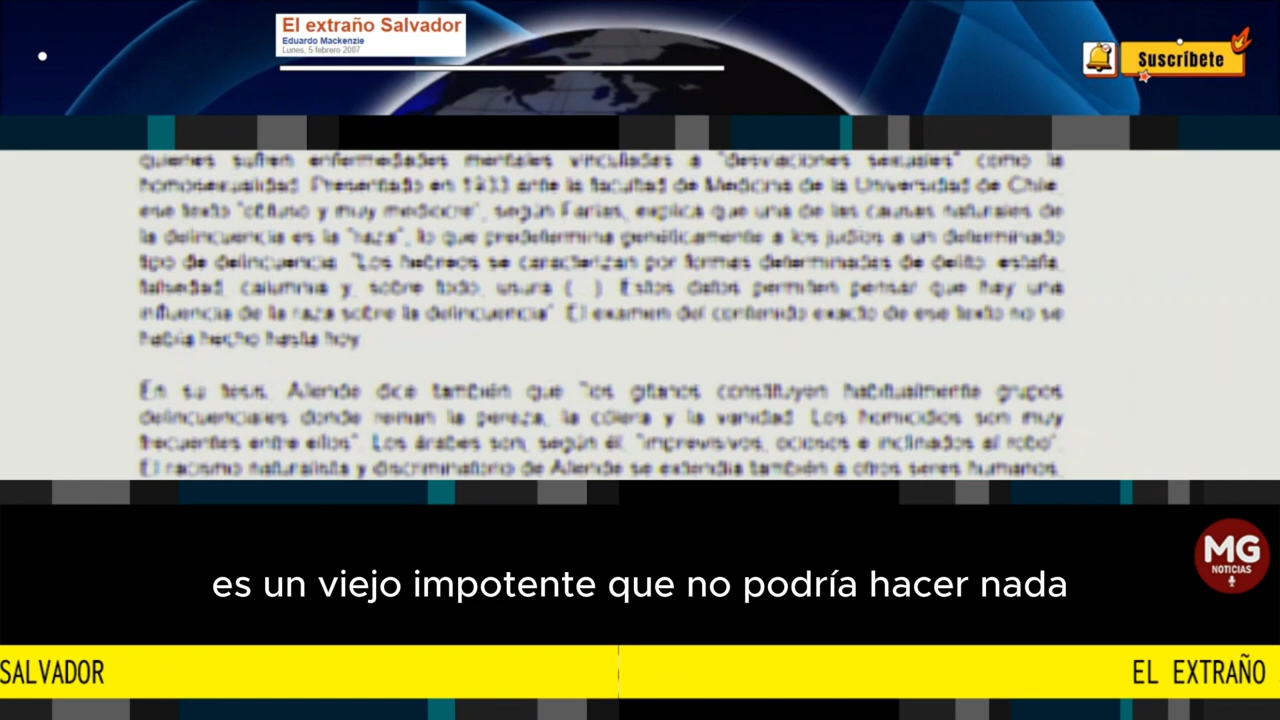 El extraño Salvador
Eduardo Mackenzie
Lunes, 5 febrero 2007
Suscríbete
quienes sufren enfermedades mentales vinculadas a "desviaciones sexuales" como la
homosexualidad. Presentado en 1933 ante la facultad de Medicina de la Universidad de Chile,
ese texto "obtuso y muy mediocre", según Farías, explica que una de las causas naturales de
la delincuencia es la "raza", lo que predetermina genéticamente a los judíos a un determinado
tipo de delincuencia. "Los hebreos se caracterizan por formas determinadas de delito: estafa,
falsedad, calumnia y, sobre todo, usura (...) Estos datos permiten pensar que hay una
influencia de la raza sobre la delincuencia". El examen del contenido exacto de ese texto no se
había hecho hasta hoy.
En su tesis, Allende dice también que "los gitanos constituyen habitualmente grupos
delincuenciales donde reinan la pereza, la cólera y la vanidad. Los homicidios son muy
frecuentes entre ellos". Los árabes son, según él, "imprevisivos, ociosos e inclinados al robo".
El racismo naturalista y discriminatorio de Allende se extendía también a otros seres humanos.
MG
NOTICIAS
es un viejo impotente que no podría hacer nada
SALVADOR
EL EXTRAÑO